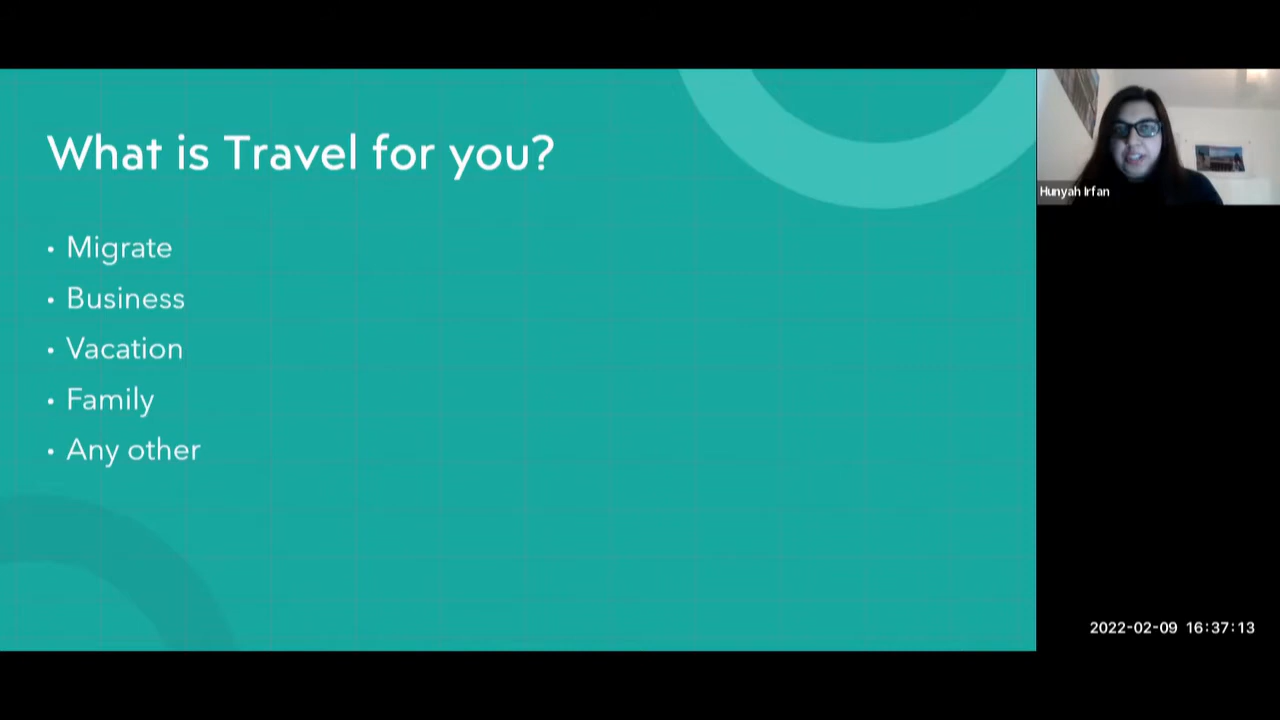 What is Travel for you?
• Migrate
• Business
• Vacation
• Family
• Any other
Hunyah Irfan
2022-02-09 16:37:13